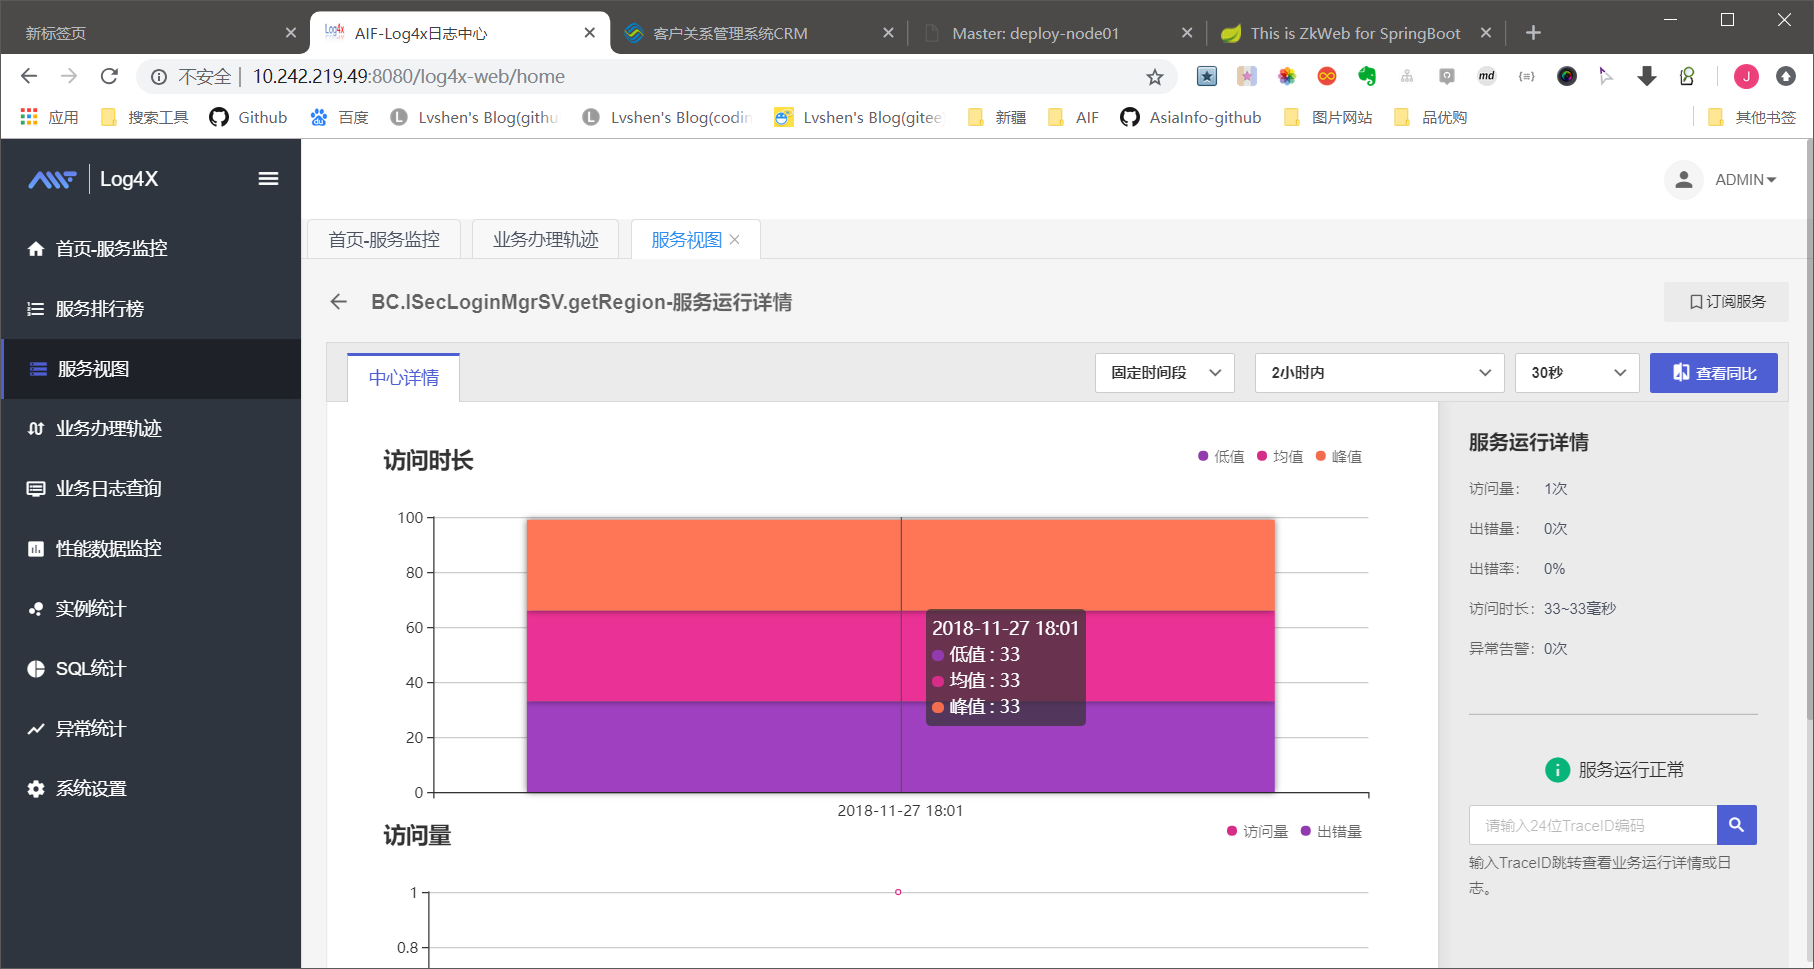 新标签页
Log4x AIF-Log4x日志中心
客户关系管理系统CRM
Master: deploy-node01
This is ZkWeb for SpringBoot
不安全 | 10.242.219.49:8080/log4x-web/home
md
J
应用
搜索工具
Github
百度
L Lvshen's Blog(githu
L Lvshen's Blog(codin
Lvshen's Blog(gitee
新疆
AIF
AsiaInfo-github
图片网站
品优购
其他书签
AIF Log4X
ADMIN
首页-服务监控
服务排行榜
服务视图
业务办理轨迹
业务日志查询
性能数据监控
实例统计
SQL统计
异常统计
系统设置
首页-服务监控
业务办理轨迹
服务视图
BC.ISecLoginMgrSV.getRegion-服务运行详情
订阅服务
中心详情
固定时间段
2小时内
30秒
查看同比
访问时长
低值 均值 峰值
100
80
60
40
20
0
2018-11-27 18:01
低值 : 33
均值 : 33
峰值 : 33
2018-11-27 18:01
访问量
访问量 出错量
1
0.8
服务运行详情
访问量： 1次
出错量： 0次
出错率： 0%
访问时长： 33~33毫秒
异常告警： 0次
服务运行正常
请输入24位TraceID编码
输入TraceID跳转查看业务运行详情或日
志。